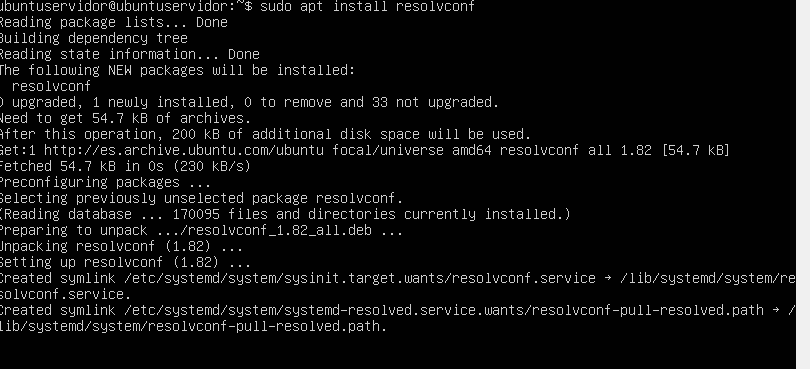 ubuntuservidor@ubuntuservidor:~$ sudo apt install resolvconf
Reading package lists... Done
Building dependency tree
Reading state information... Done
The following NEW packages will be installed:
  resolvconf
0 upgraded, 1 newly installed, 0 to remove and 33 not upgraded.
Need to get 54.7 kB of archives.
After this operation, 200 kB of additional disk space will be used.
Get:1 http://es.archive.ubuntu.com/ubuntu focal/universe amd64 resolvconf all 1.82 [54.7 kB]
Fetched 54.7 kB in 0s (230 kB/s)
Preconfiguring packages ...
Selecting previously unselected package resolvconf.
(Reading database ... 170095 files and directories currently installed.)
Preparing to unpack .../resolvconf_1.82_all.deb ...
Unpacking resolvconf (1.82) ...
Setting up resolvconf (1.82) ...
Created symlink /etc/systemd/system/sysinit.target.wants/resolvconf.service → /lib/systemd/system/re
solvconf.service.
Created symlink /etc/systemd/system/systemd-resolved.service.wants/resolvconf-pull-resolved.path → /
lib/systemd/system/resolvconf-pull-resolved.path.